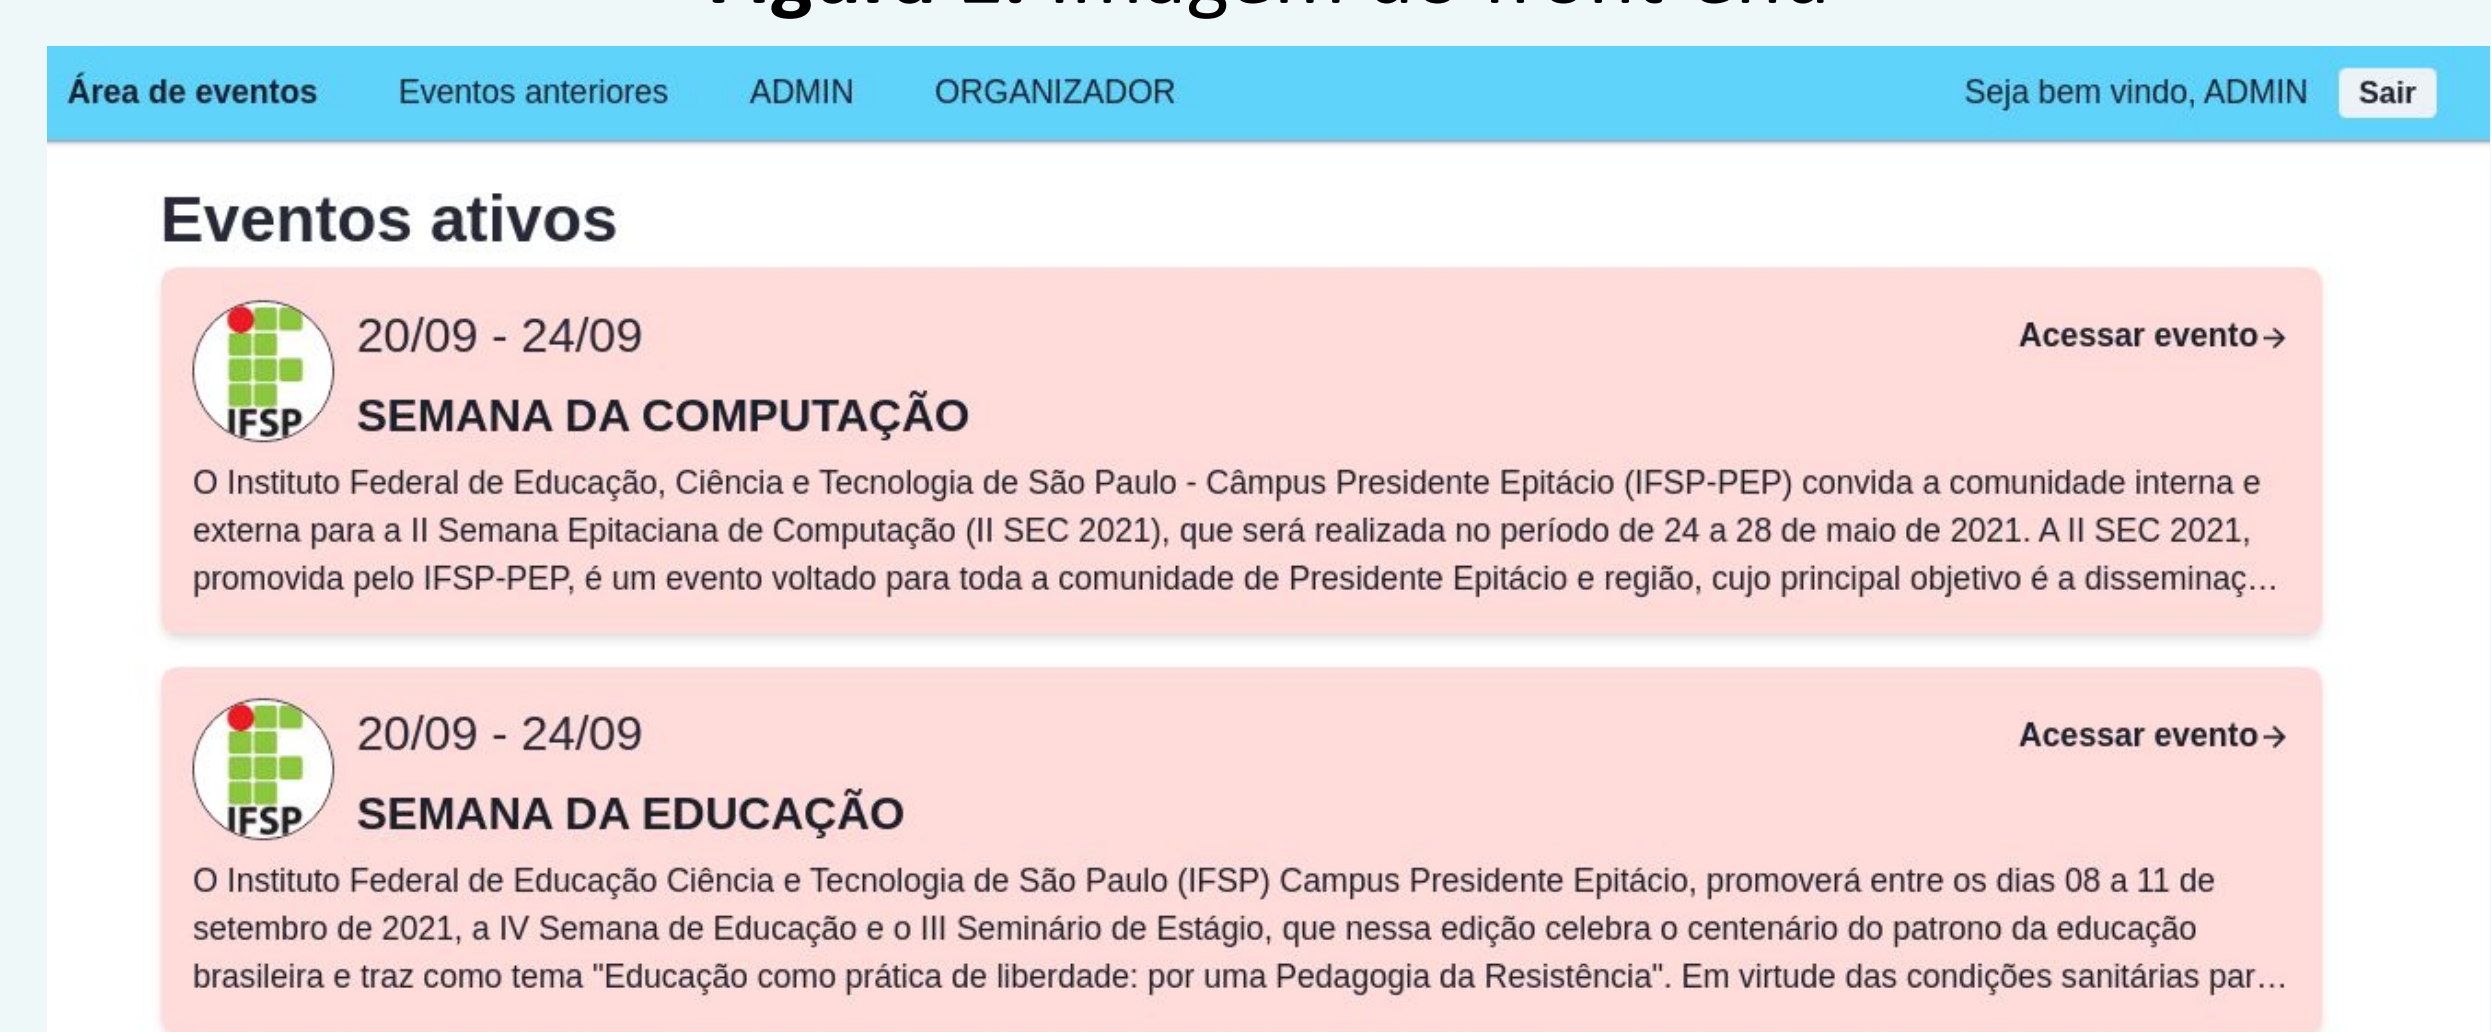 Imagem do front-end
Área de eventos Eventos anteriores ADMIN ORGANIZADOR Seja bem vindo, ADMIN Sair
Eventos ativos
IFSP
20/09 - 24/09
Acessar evento→
SEMANA DA COMPUTAÇÃO
O Instituto Federal de Educação, Ciência e Tecnologia de São Paulo - Câmpus Presidente Epitácio (IFSP-PEP) convida a comunidade interna e
externa para a II Semana Epitaciana de Computação (II SEC 2021), que será realizada no período de 24 a 28 de maio de 2021. A II SEC 2021,
promovida pelo IFSP-PEP, é um evento voltado para toda a comunidade de Presidente Epitácio e região, cujo principal objetivo é a disseminaç…
IFSP
20/09 - 24/09
Acessar evento→
SEMANA DA EDUCAÇÃO
O Instituto Federal de Educação Ciência e Tecnologia de São Paulo (IFSP) Campus Presidente Epitácio, promoverá entre os dias 08 a 11 de
setembro de 2021, a IV Semana de Educação e o III Seminário de Estágio, que nessa edição celebra o centenário do patrono da educação
brasileira e traz como tema "Educação como prática de liberdade: por uma Pedagogia da Resistência". Em virtude das condições sanitárias par…